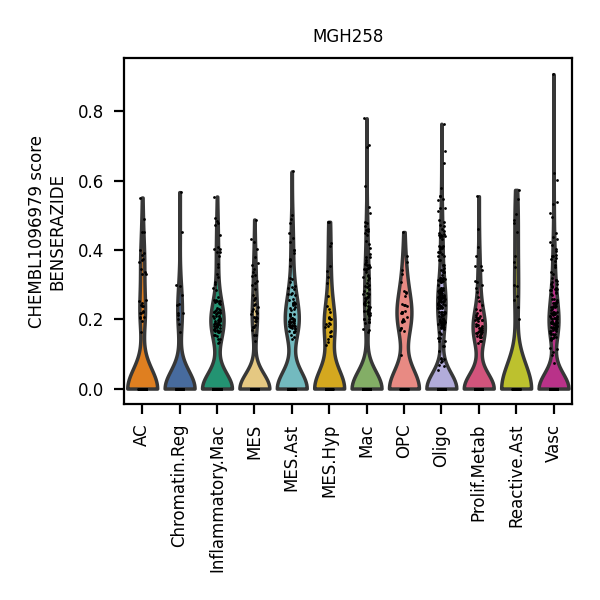 MGH258
CHEMBL1096979 score
BENSERAZIDE
0.8
0.6
0.4
0.2
0.0
AC
Chromatin.Reg
Inflammatory.Mac
MES
MES.Ast
MES.Hyp
Mac
OPC
Oligo
Prolif.Metab
Reactive.Ast
Vasc